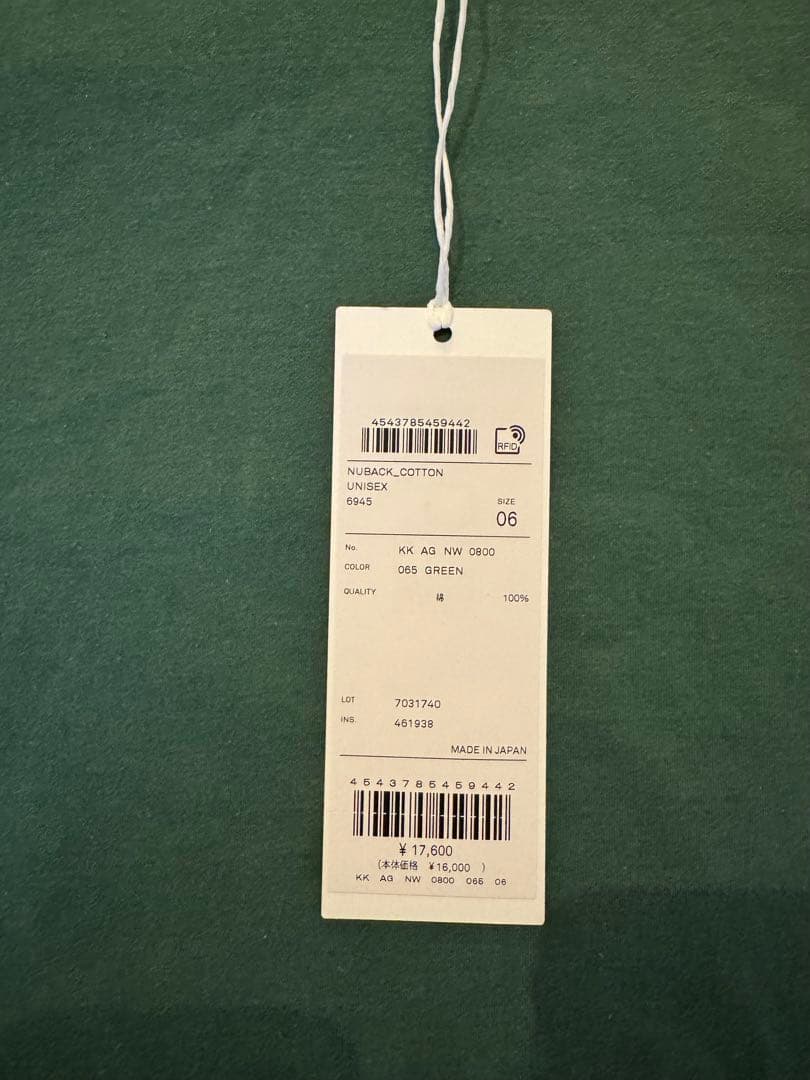 4543785459442
RFID
NUBACK_COTTON
UNISEX
6945
SIZE
06
No. KK AG NW 0800
COLOR 065 GREEN
QUALITY 綿 100%
LOT 7031740
INS. 461938
MADE IN JAPAN
4543785459442
¥ 17,600
(本体価格 ¥16,000 )
KK AG NW 0800 065 06